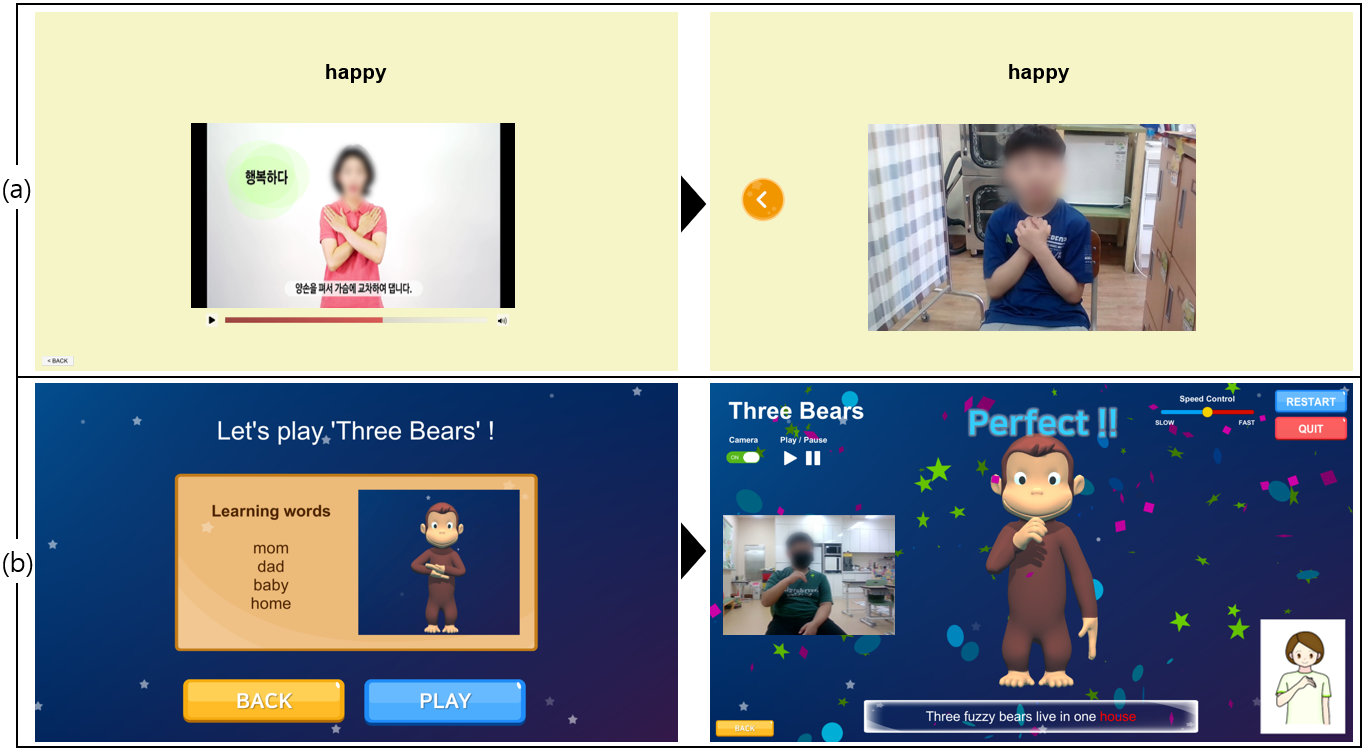 (a)
happy
행복하다
양손을 펴서 가슴에 교차하여 댑니다.
< BACK
happy
(b)
Let's play 'Three Bears' !
Learning words
mom
dad
baby
home
BACK
PLAY
Three Bears
Camera
Play / Pause
ON
Perfect !!
Speed Control
SLOW
FAST
RESTART
QUIT
Three fuzzy bears live in one house
BACK